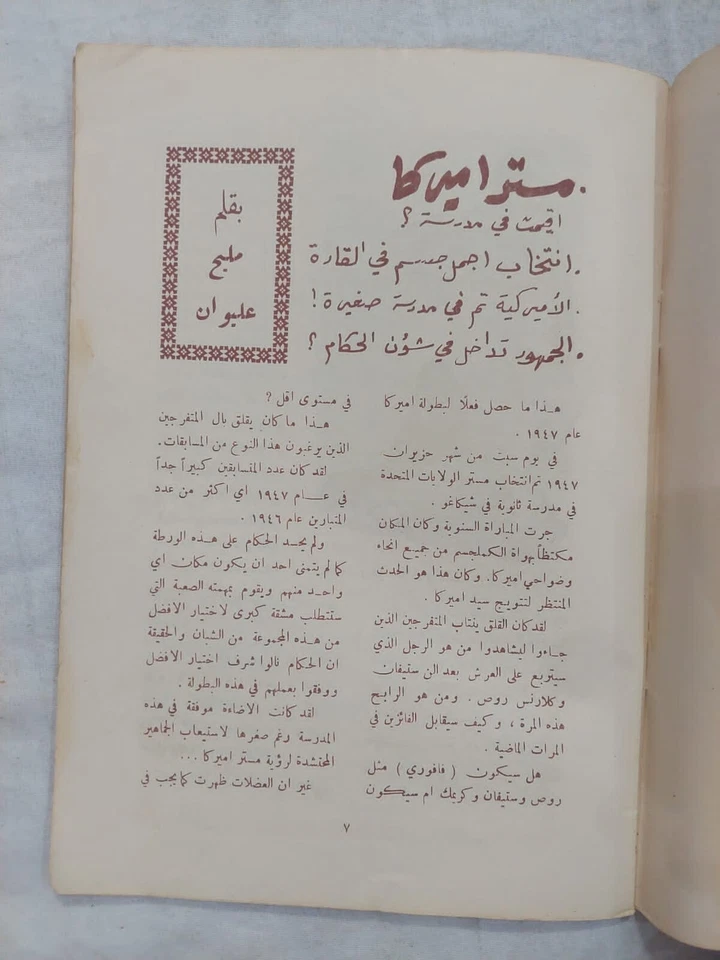 مستر اميركا
اقيمت في مدرسة ؟
. انتخاب اجمل جسم في القارة
. الأميركية تم في مدرسة صغيرة !
. الجمهور تداخل في شؤن الحكام ؟
بقلم
مليح
عليوان
هذا ما حصل فعلًا لبطولة اميركا
عام ١٩٤٧ .
في يوم سبت من شهر حزيران
١٩٤٧ تم انتخاب مستر الولايات المتحدة
في مدرسة ثانوية في شيكاغو .
جرت المباراة السنوية وكان المكان
مكتظاً بهواة الكملجسم من جميع انحاء
وضواحي اميركا. وكان هذا هو الحدث
المنتظر لتتويج سيد اميركا .
لقد كان القلق ينتاب المتفرجين الذين
جاءوا ليشاهدوا من هو الرجل الذي
سيتربع على العرش بعد الن ستيفان
وكلارنس روص . ومن هو الرابح
هذه المرة ، وكيف سيقابل الفائزين في
المرات الماضية .
هل سيكون ( فافوري ) مثل
روص وستيفان وكريمك ام سيكون
في مستوى اقل ?
هذا ما كان يقلق بال المتفرجين
الذين يرغبون هذا النوع من المسابقات.
لقد كان عدد المتسابقين كبيراً جداً
في عام ١٩٤٧ اي اكثر من عدد
المتبارين عام ١٩٤٦ .
ولم يحسد الحكام على هذه الورطة
كما لم يتمنى احد ان يكون مكان اي
واحد منهم ويقوم بمهمته الصعبة التي
ستتطلب مشقة كبرى لاختيار الافضل
من هذه المجموعة من الشبان والحقيقة
ان الحكام نالوا شرف اختيار الافضل
ووفقوا بعملهم في هذه البطولة .
لقد كانت الاضاءة موفقة في هذه
المدرسة رغم صغرها لاستيعاب الجماهير
المحتشدة لرؤية مستر اميركا ...
غير ان العضلات ظهرت كما يجب في
٧